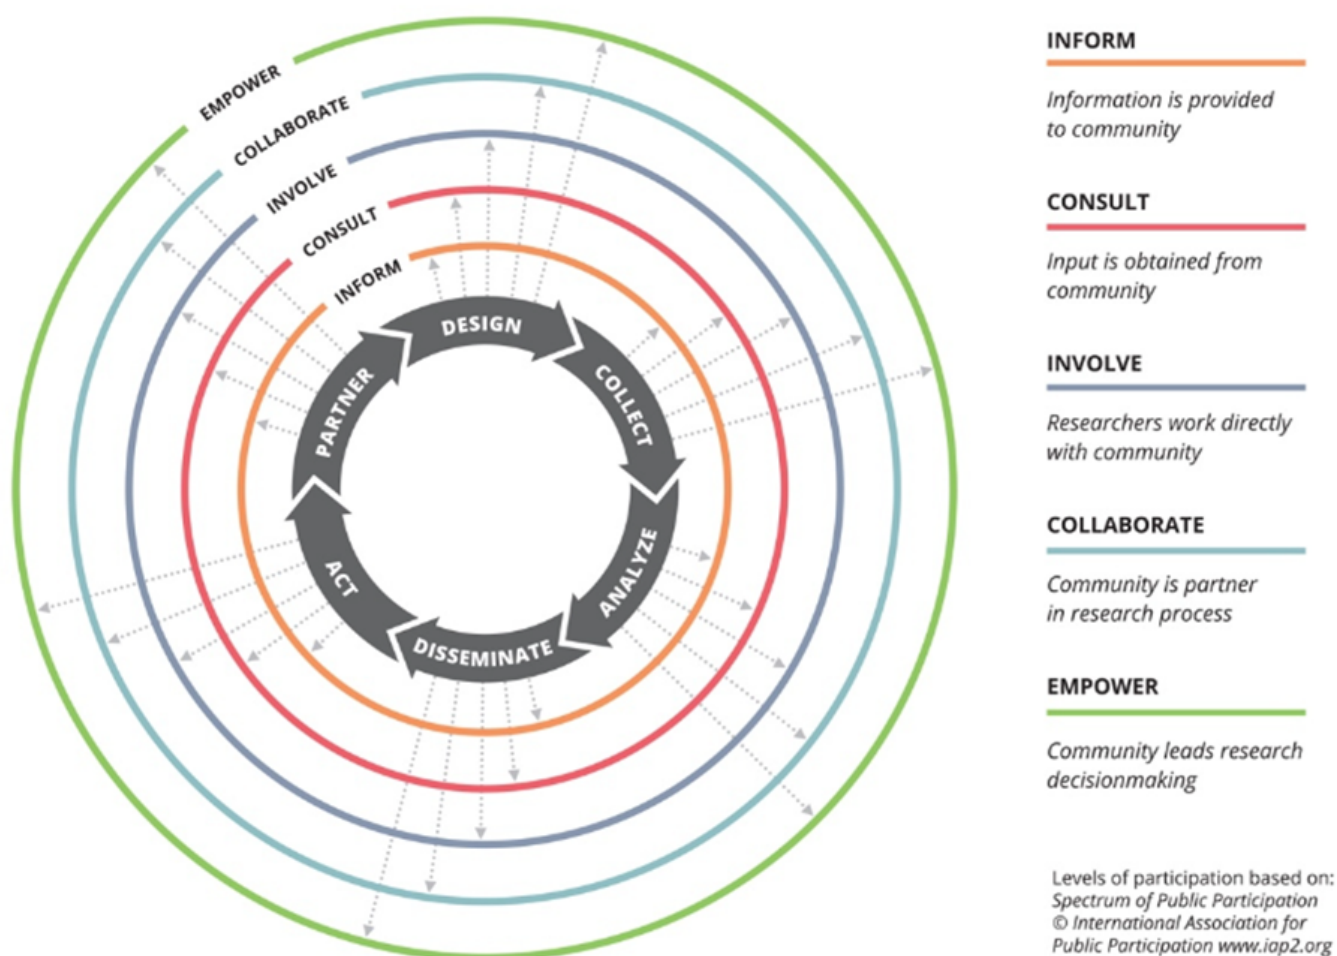 EMPOWER
COLLABORATE
INVOLVE
CONSULT
INFORM
DESIGN
COLLECT
ANALYZE
DISSEMINATE
ACT
PARTNER
INFORM
Information is provided
to community
CONSULT
Input is obtained from
community
INVOLVE
Researchers work directly
with community
COLLABORATE
Community is partner
in research process
EMPOWER
Community leads research
decisionmaking
Levels of participation based on:
Spectrum of Public Participation
© International Association for
Public Participation www.iap2.org